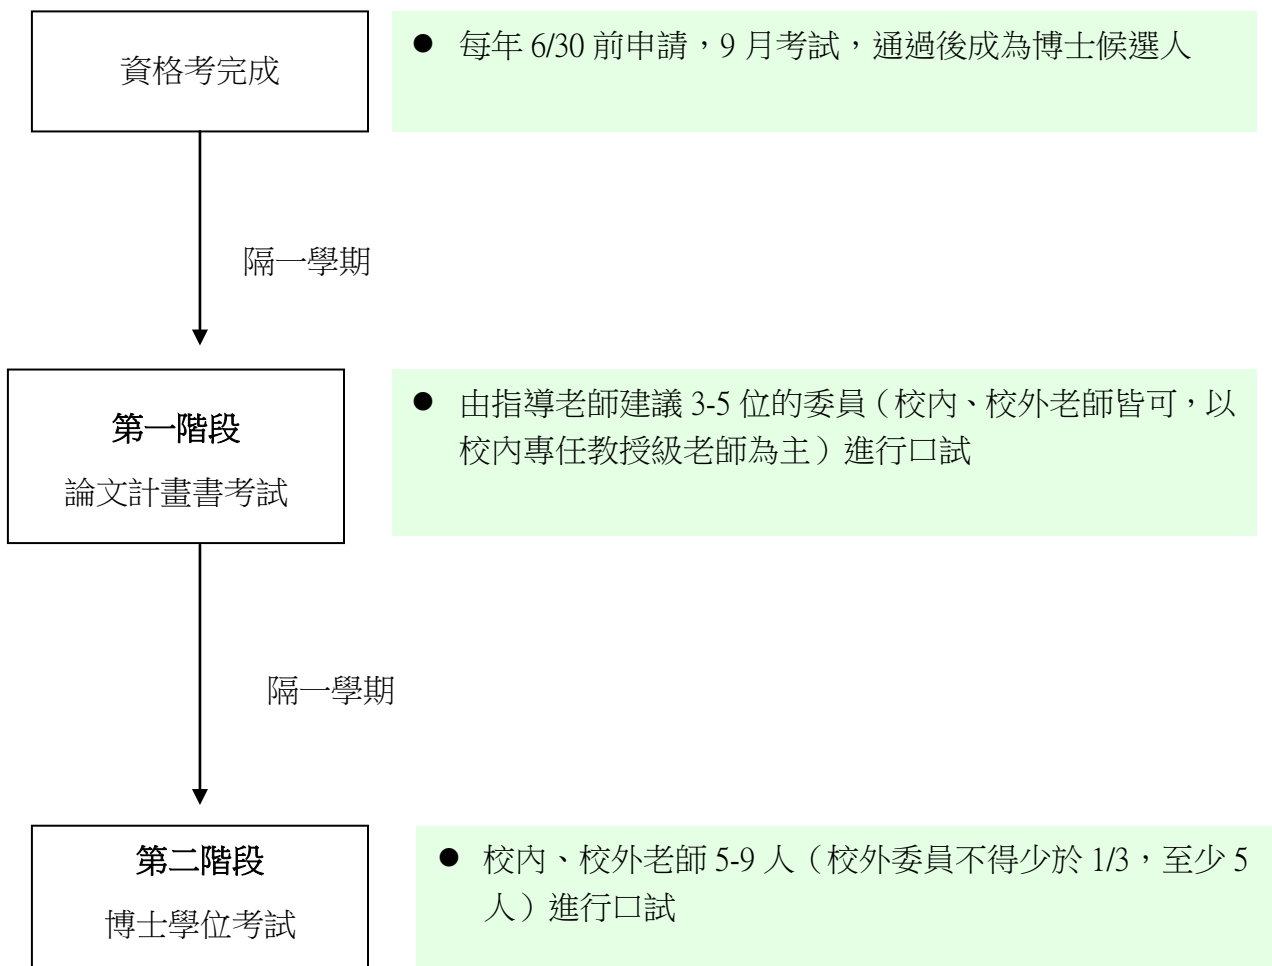 資格考完成
● 每年 6/30 前申請，9 月考試，通過後成為博士候選人
隔一學期
第一階段
論文計畫書考試
● 由指導老師建議 3-5 位的委員（校內、校外老師皆可，以
校內專任教授級老師為主）進行口試
隔一學期
第二階段
博士學位考試
● 校內、校外老師 5-9 人（校外委員不得少於 1/3，至少 5
人）進行口試